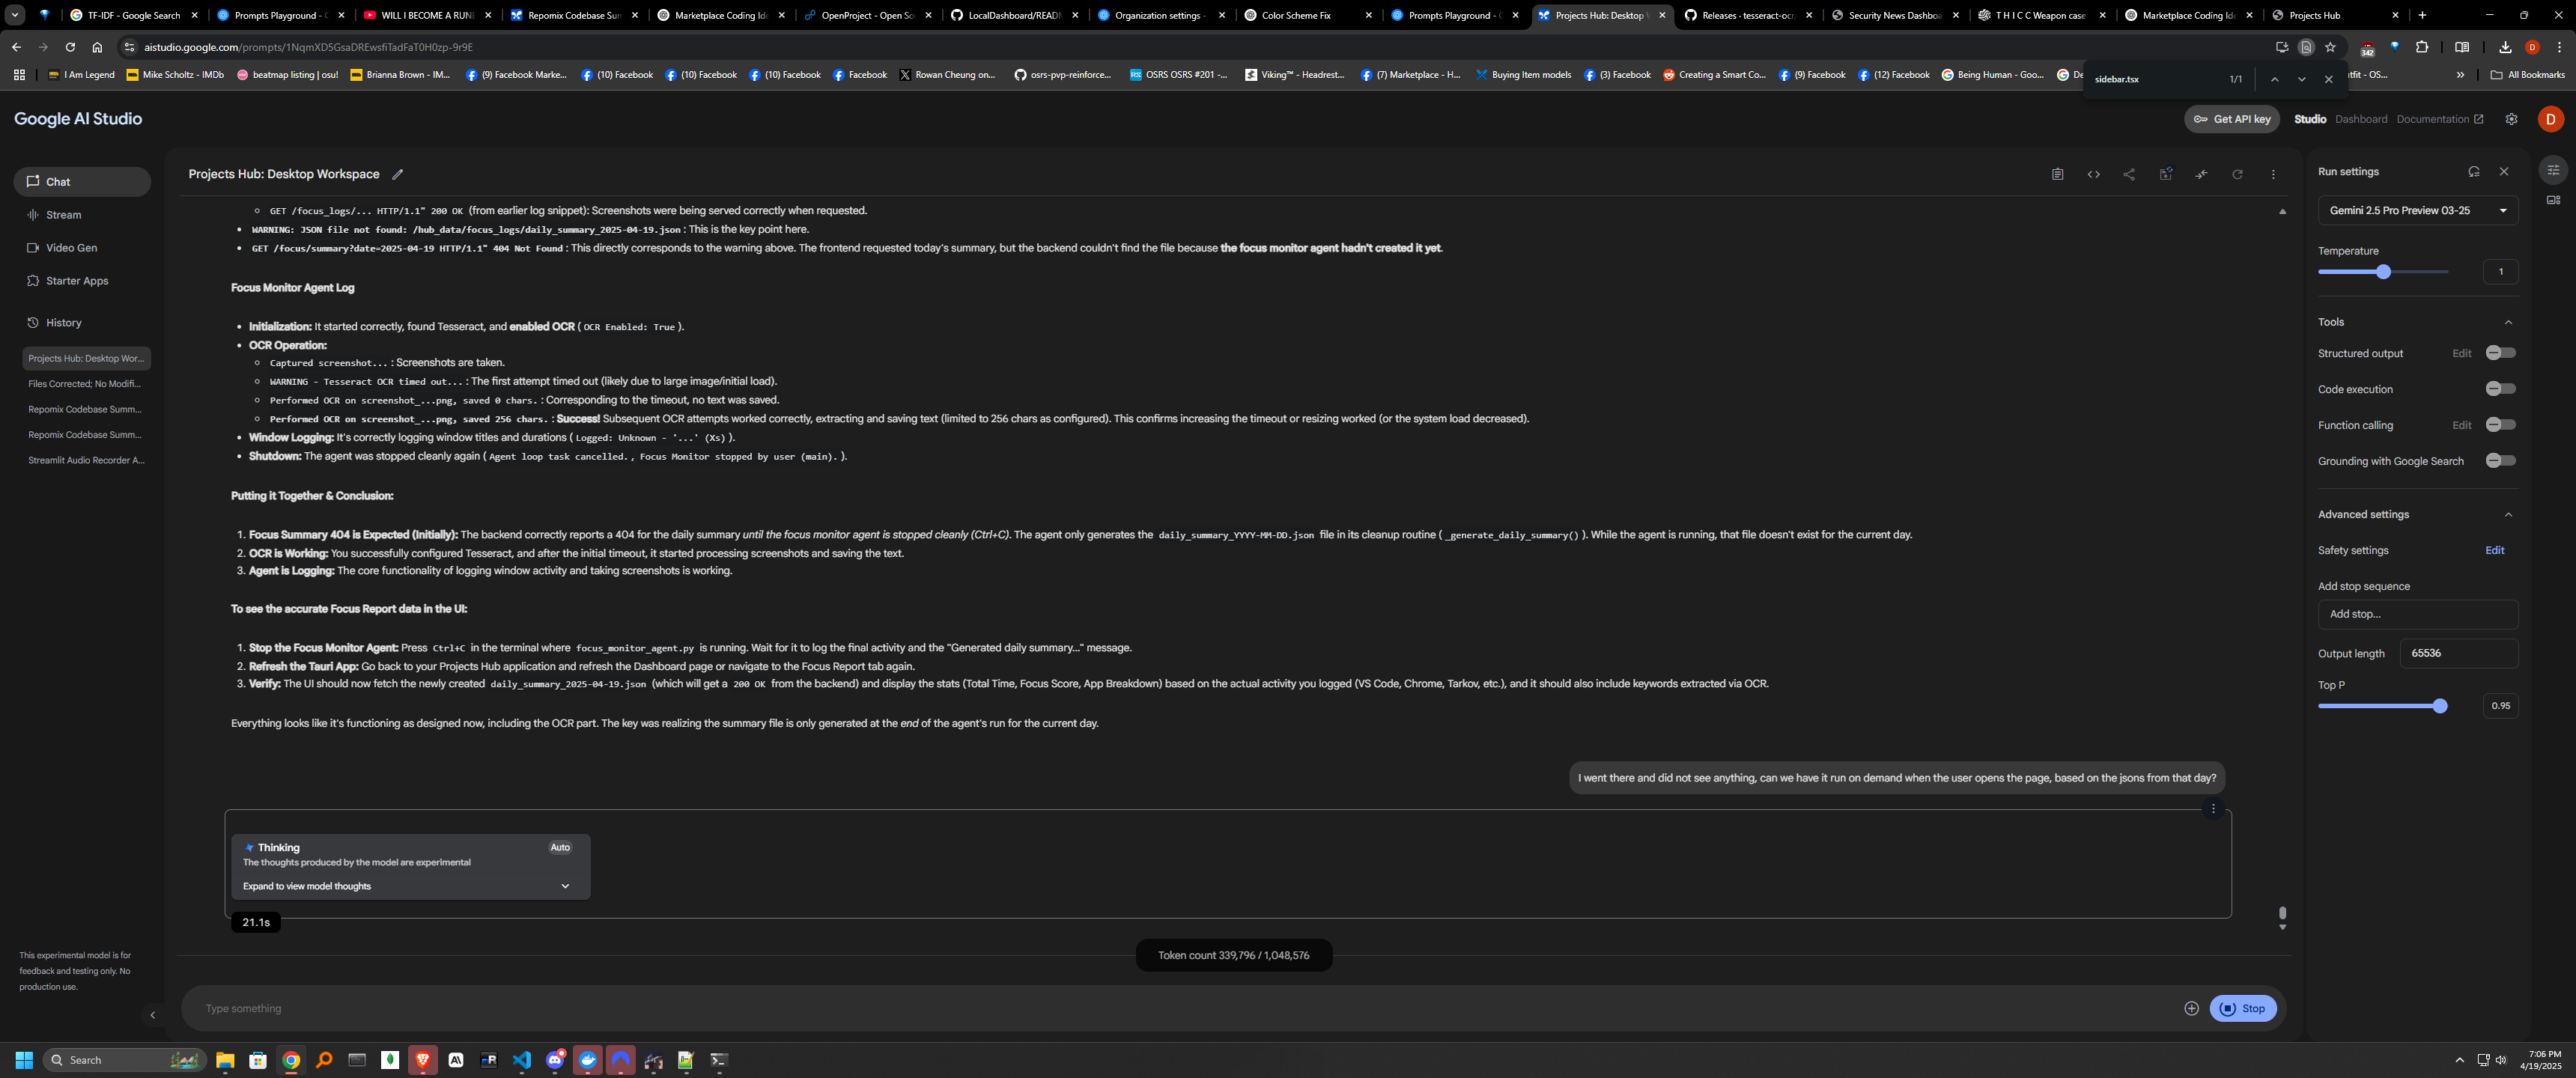 TF-IDF - Google Search
Prompts Playground - O
WILL I BECOME A RUNE
Repomix Codebase Sum
Marketplace Coding Ide
OpenProject - Open So
LocalDashboard/READM
Organization settings -
Color Scheme Fix
Prompts Playground - O
Projects Hub: Desktop W
Releases · tesseract-ocr
Security News Dashboa
T H I C C Weapon case
Marketplace Coding Ide
Projects Hub
aistudio.google.com/prompts/1NqmXD5GsaDREwsfiTadFaT0H0zp-9r9E
342
D
I Am Legend
Mike Scholtz - IMDb
beatmap listing | osu!
Brianna Brown - IM...
(9) Facebook Marke...
(10) Facebook
(10) Facebook
(10) Facebook
Facebook
Rowan Cheung on...
osrs-pvp-reinforce...
OSRS OSRS #201 -...
Viking™ - Headrest...
(7) Marketplace - H...
Buying Item models
(3) Facebook
Creating a Smart Co...
(9) Facebook
(12) Facebook
Being Human - Goo...
De
tfit - OS...
All Bookmarks
sidebar.tsx
1/1
Google AI Studio
Get API key
Studio
Dashboard
Documentation
D
Chat
Stream
Video Gen
Starter Apps
History
Projects Hub: Desktop Wor...
Files Corrected; No Modifi...
Repomix Codebase Summ...
Repomix Codebase Summ...
Streamlit Audio Recorder A...
This experimental model is for
feedback and testing only. No
production use.
Projects Hub: Desktop Workspace
GET /focus_logs/... HTTP/1.1" 200 OK (from earlier log snippet): Screenshots were being served correctly when requested.
WARNING: JSON file not found: /hub_data/focus_logs/daily_summary_2025-04-19.json : This is the key point here.
GET /focus/summary?date=2025-04-19 HTTP/1.1" 404 Not Found : This directly corresponds to the warning above. The frontend requested today's summary, but the backend couldn't find the file because the focus monitor agent hadn't created it yet.
Focus Monitor Agent Log
Initialization: It started correctly, found Tesseract, and enabled OCR ( OCR Enabled: True ).
OCR Operation:
Captured screenshot... : Screenshots are taken.
WARNING - Tesseract OCR timed out... : The first attempt timed out (likely due to large image/initial load).
Performed OCR on screenshot_...png, saved 0 chars. : Corresponding to the timeout, no text was saved.
Performed OCR on screenshot_...png, saved 256 chars. : Success! Subsequent OCR attempts worked correctly, extracting and saving text (limited to 256 chars as configured). This confirms increasing the timeout or resizing worked (or the system load decreased).
Window Logging: It's correctly logging window titles and durations ( Logged: Unknown - '...' (Xs) ).
Shutdown: The agent was stopped cleanly again ( Agent loop task cancelled. , Focus Monitor stopped by user (main). ).
Putting it Together & Conclusion:
1. Focus Summary 404 is Expected (Initially): The backend correctly reports a 404 for the daily summary until the focus monitor agent is stopped cleanly (Ctrl+C). The agent only generates the daily_summary_YYYY-MM-DD.json file in its cleanup routine ( _generate_daily_summary() ). While the agent is running, that file doesn't exist for the current day.
2. OCR is Working: You successfully configured Tesseract, and after the initial timeout, it started processing screenshots and saving the text.
3. Agent is Logging: The core functionality of logging window activity and taking screenshots is working.
To see the accurate Focus Report data in the UI:
1. Stop the Focus Monitor Agent: Press Ctrl+C in the terminal where focus_monitor_agent.py is running. Wait for it to log the final activity and the "Generated daily summary..." message.
2. Refresh the Tauri App: Go back to your Projects Hub application and refresh the Dashboard page or navigate to the Focus Report tab again.
3. Verify: The UI should now fetch the newly created daily_summary_2025-04-19.json (which will get a 200 OK from the backend) and display the stats (Total Time, Focus Score, App Breakdown) based on the actual activity you logged (VS Code, Chrome, Tarkov, etc.), and it should also include keywords extracted via OCR.
Everything looks like it's functioning as designed now, including the OCR part. The key was realizing the summary file is only generated at the end of the agent's run for the current day.
I went there and did not see anything, can we have it run on demand when the user opens the page, based on the jsons from that day?
Thinking
Auto
The thoughts produced by the model are experimental
Expand to view model thoughts
21.1s
Token count 339,796 / 1,048,576
Type something
Stop
Run settings
Gemini 2.5 Pro Preview 03-25
Temperature
1
Tools
Structured output
Edit
Code execution
Function calling
Edit
Grounding with Google Search
Advanced settings
Safety settings
Edit
Add stop sequence
Add stop...
Output length
65536
Top P
0.95
Search
7:06 PM
4/19/2025